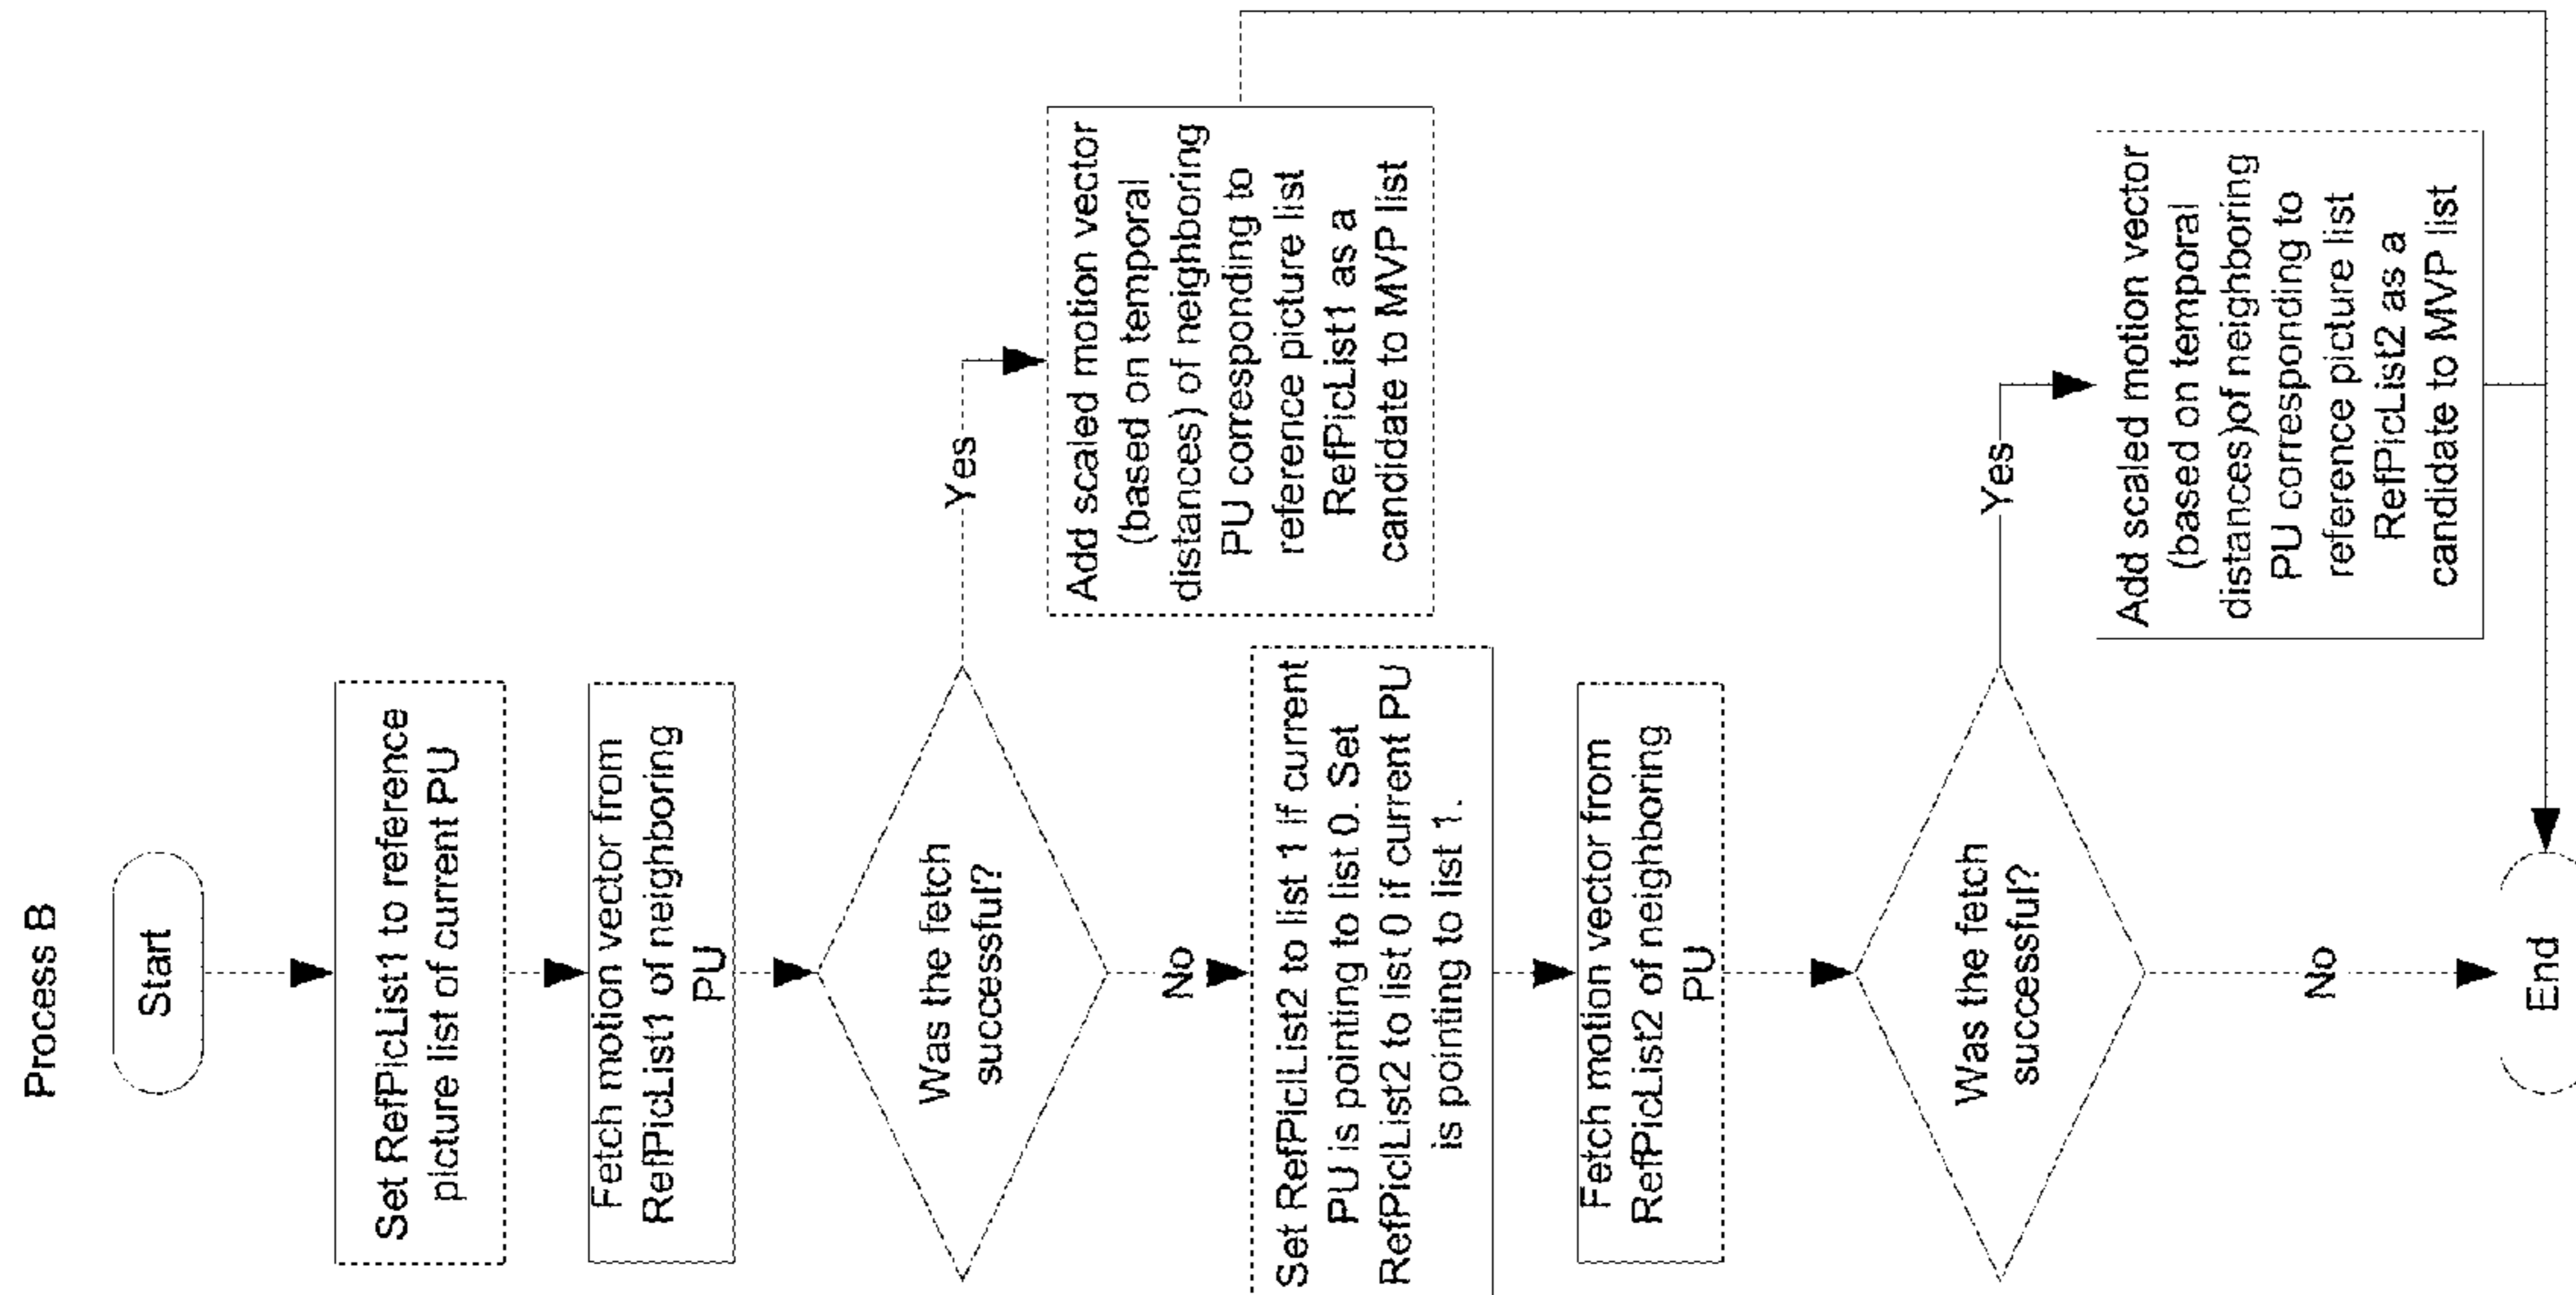 Process B
Start
Set RefPicList1 to reference
picture list of current PU
Fetch motion vector from
RefPicList1 of neighboring
PU
Was the fetch
successful?
Yes
Add scaled motion vector
(based on temporal
distances) of neighboring
PU corresponding to
reference picture list
RefPicList1 as a
candidate to MVP list
No
Set RefPiclList2 to list 1 if current
PU is pointing to list 0. Set
RefPiclList2 to list 0 if current PU
is pointing to list 1.
Fetch motion vector from
RefPicList2 of neighboring
PU
Was the fetch
successful?
Yes
Add scaled motion vector
(based on temporal
distances)of neighboring
PU corresponding to
reference picture list
RefPicList2 as a
candidate to MVP list
No
End